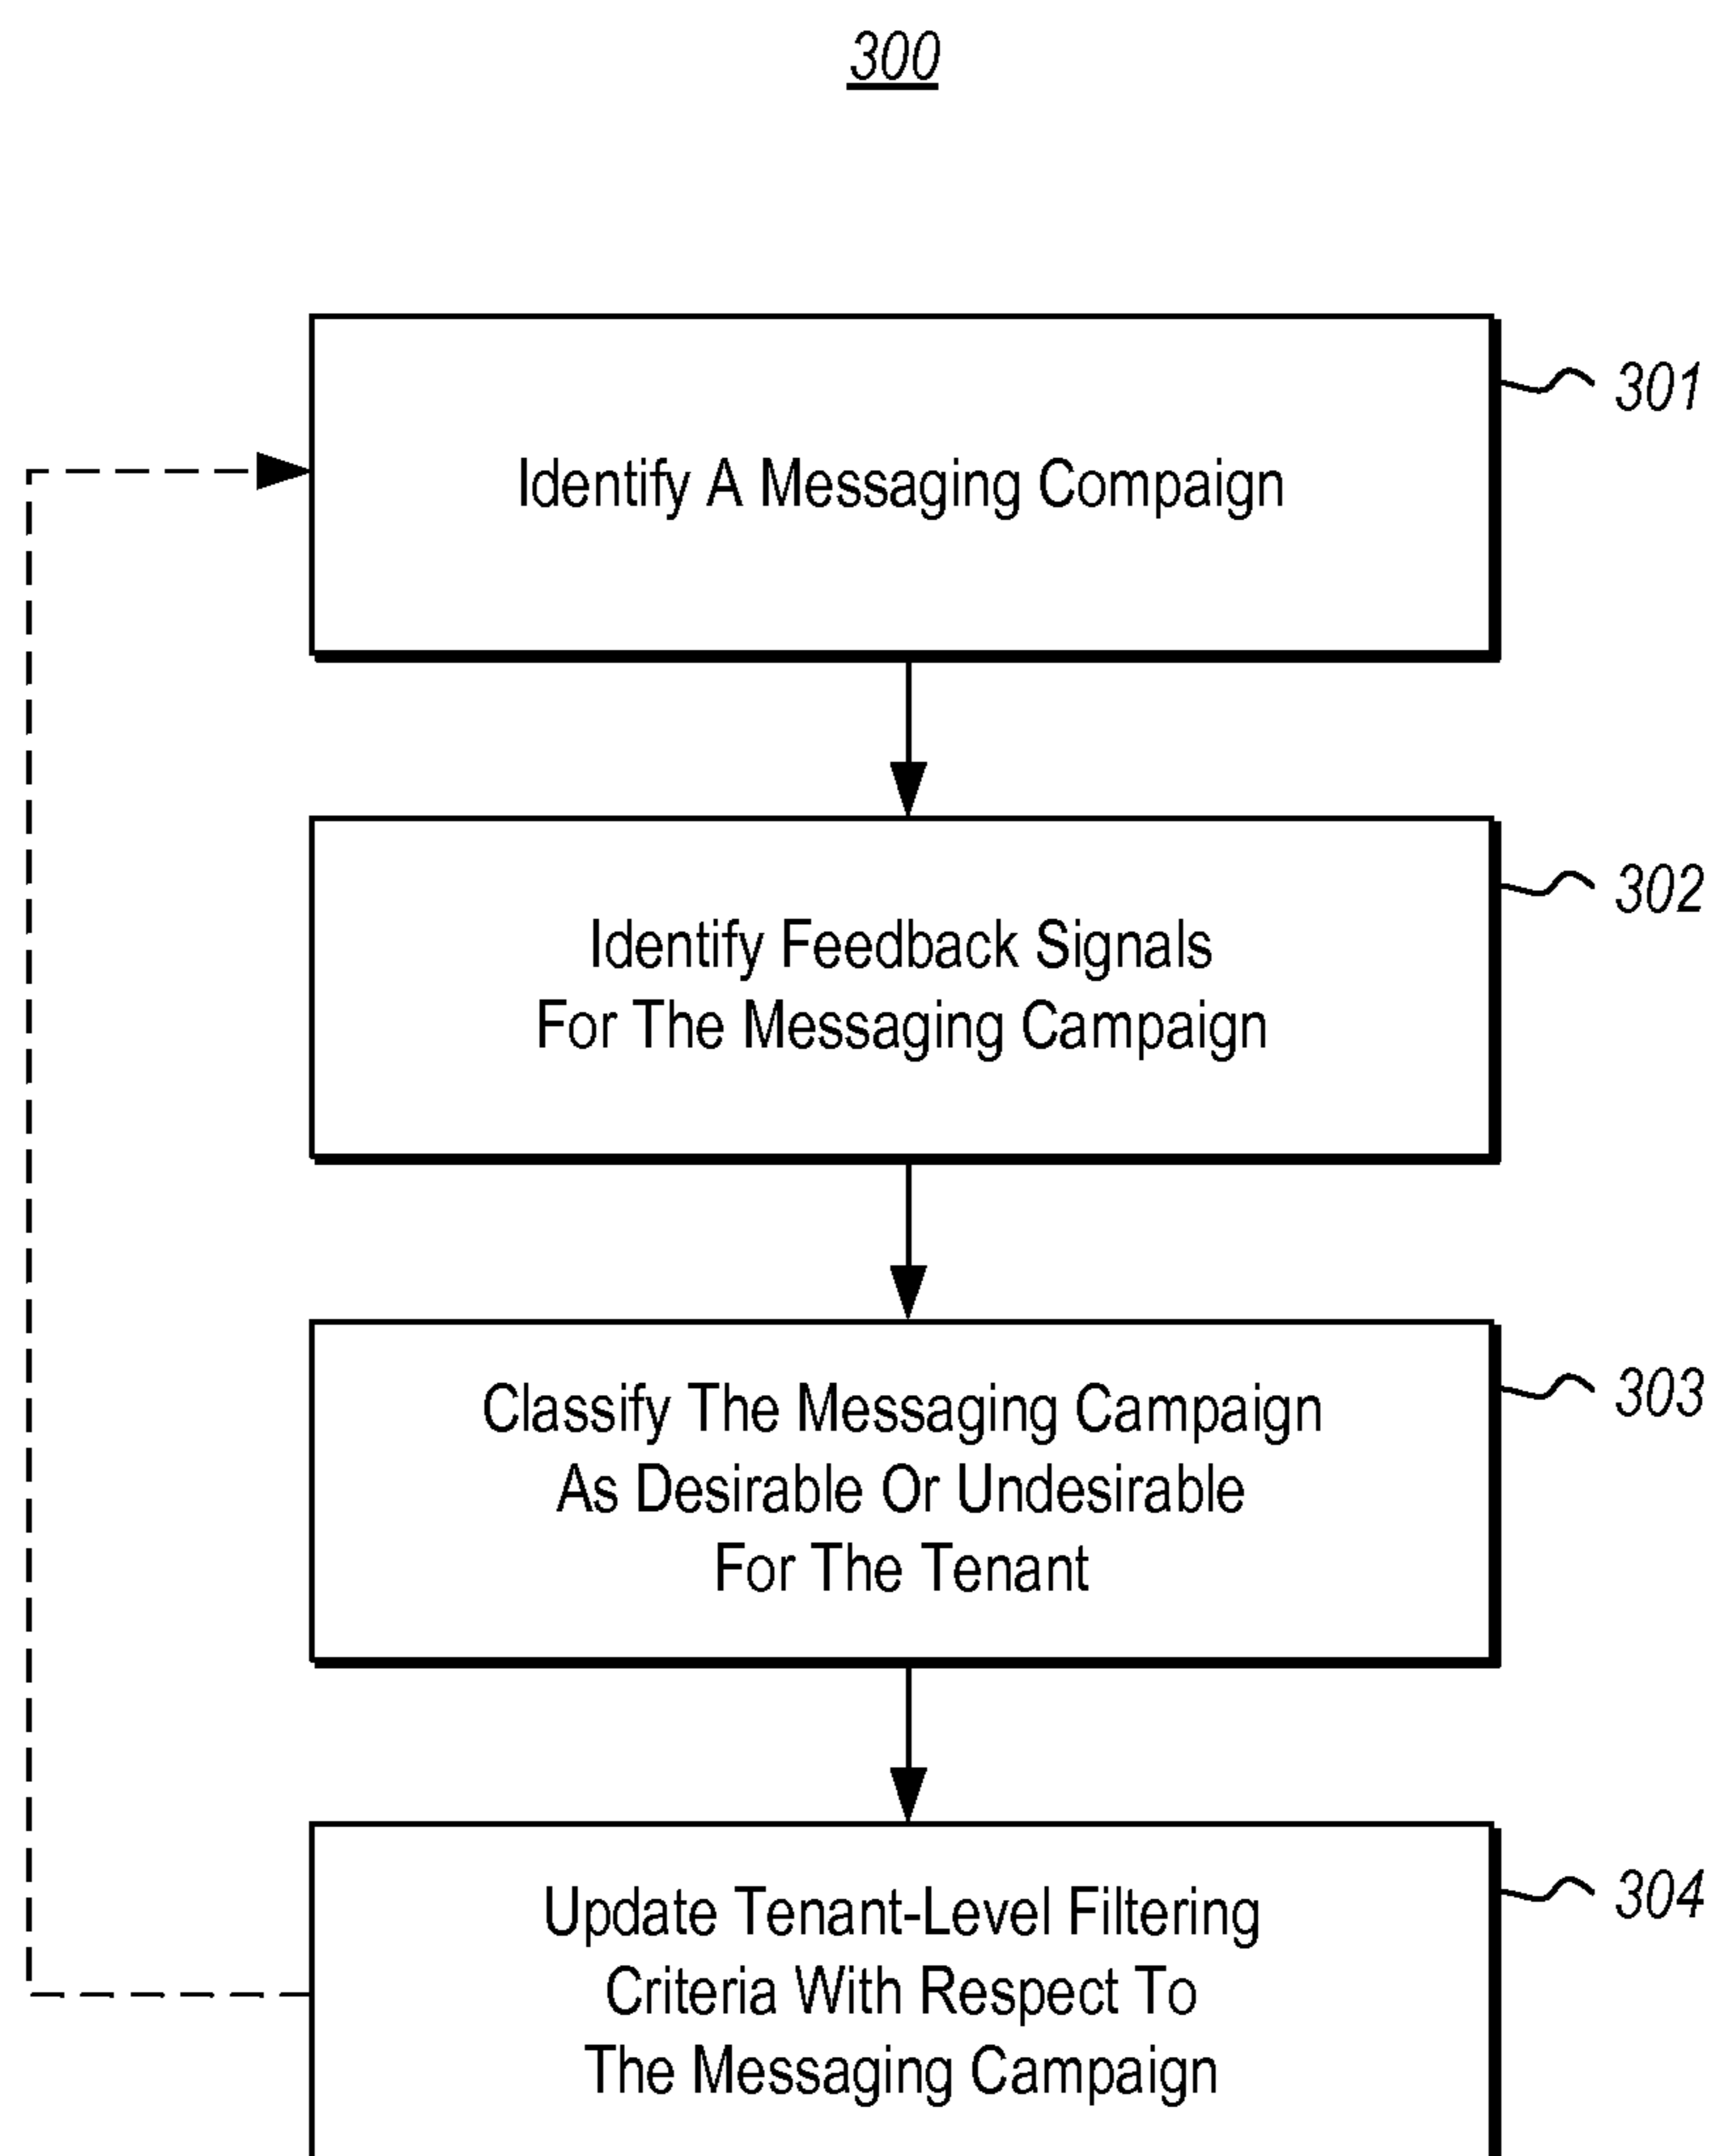 300
Identify A Messaging Compaign
301
Identify Feedback Signals
For The Messaging Campaign
302
Classify The Messaging Campaign
As Desirable Or Undesirable
For The Tenant
303
Update Tenant-Level Filtering
Criteria With Respect To
The Messaging Campaign
304